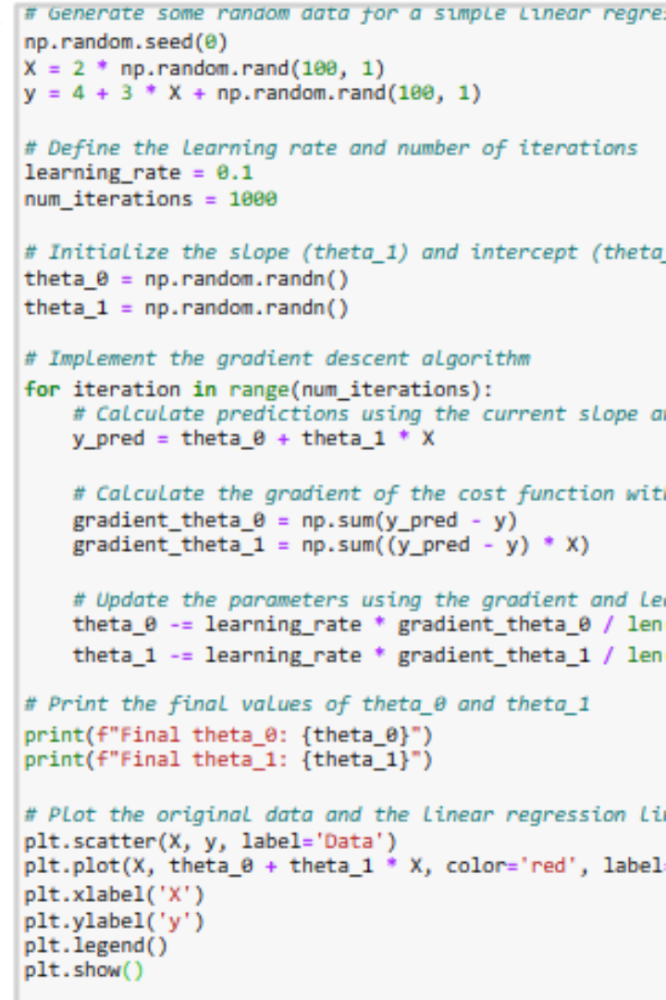 # Generate some random data for a simple linear regres
np.random.seed(0)
X = 2 * np.random.rand(100, 1)
y = 4 + 3 * X + np.random.rand(100, 1)
# Define the learning rate and number of iterations
learning_rate = 0.1
num_iterations = 1000
# Initialize the slope (theta_1) and intercept (theta_
theta_0 = np.random.randn()
theta_1 = np.random.randn()
# Implement the gradient descent algorithm
for iteration in range(num_iterations):
# Calculate predictions using the current slope an
y_pred = theta_0 + theta_1 * X
# Calculate the gradient of the cost function with
gradient_theta_0 = np.sum(y_pred - y)
gradient_theta_1 = np.sum((y_pred - y) * X)
# Update the parameters using the gradient and lea
theta_0 -= learning_rate * gradient_theta_0 / len
theta_1 -= learning_rate * gradient_theta_1 / len
# Print the final values of theta_0 and theta_1
print(f"Final theta_0: {theta_0}")
print(f"Final theta_1: {theta_1}")
# Plot the original data and the linear regression lin
plt.scatter(X, y, label='Data')
plt.plot(X, theta_0 + theta_1 * X, color='red', label=
plt.xlabel('X')
plt.ylabel('y')
plt.legend()
plt.show()